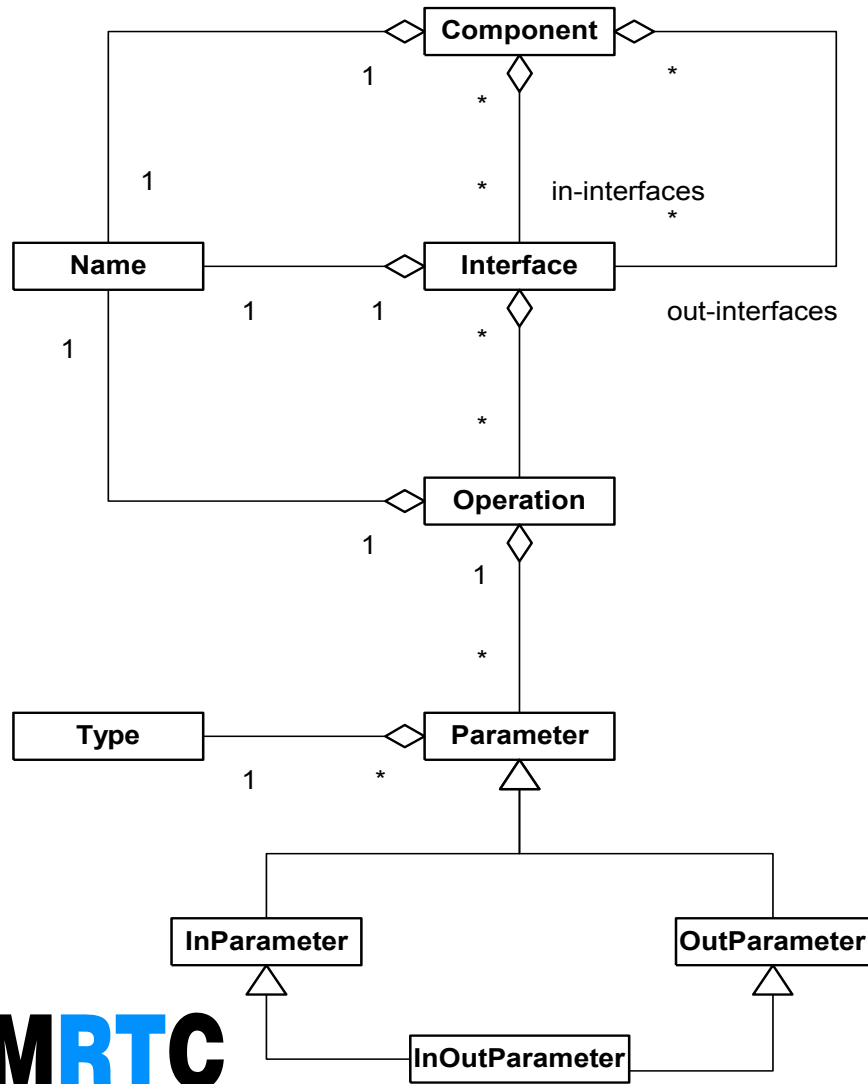 Component
1
*
*
1
*
in-interfaces
*
Name
Interface
1
1
out-interfaces
1
*
*
Operation
1
1
*
Type
Parameter
1
*
InParameter
OutParameter
MRTC
InOutParameter